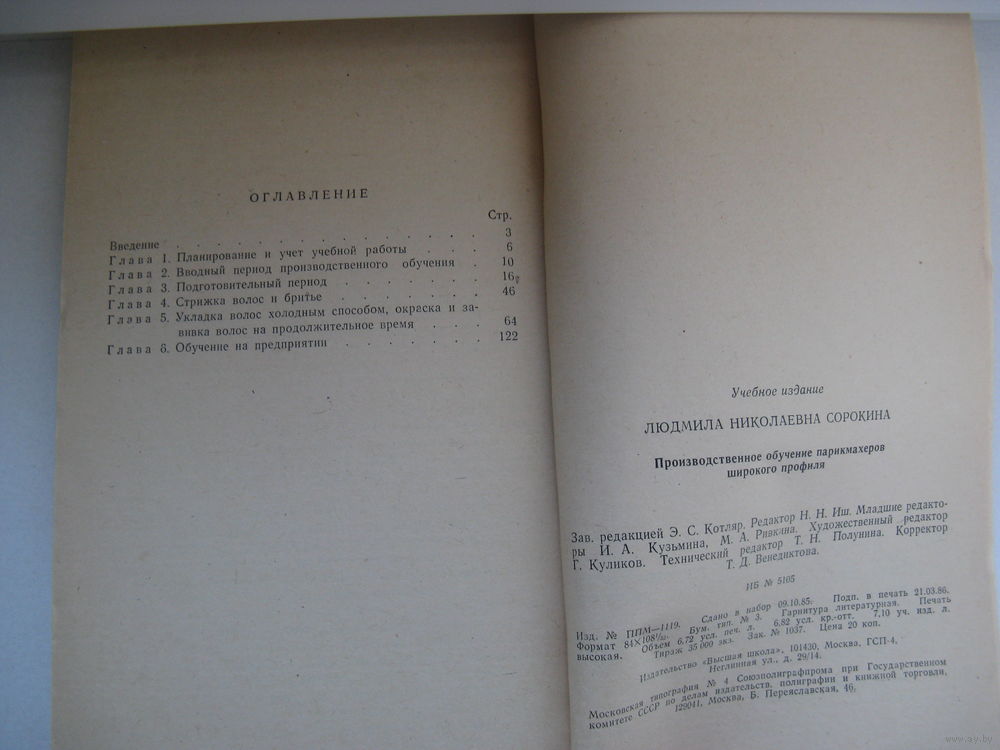 ОГЛАВЛЕНИЕ
Стр.
Введение . . . . . . . . . . . . 3
Глава 1. Планирование и учет учебной работы . . . 6
Глава 2. Вводный период производственного обучения . 10
Глава 3. Подготовительный период . . . . . . . 16
Глава 4. Стрижка волос и бритье . . . . . . . 46
Глава 5. Укладка волос холодным способом, окраска и за-
вивка волос на продолжительное время . . . 64
Глава 6. Обучение на предприятии . . . . . . . 122
Учебное издание
ЛЮДМИЛА НИКОЛАЕВНА СОРОКИНА
Производственное обучение парикмахеров
широкого профиля
Зав. редакцией Э. С. Котляр. Редактор Н. Н. Иш. Младшие редакто-
ры И. А. Кузьмина, М. А. Ривкина. Художественный редактор
Г. Куликов. Технический редактор Т. Н. Полунина. Корректор
Т. Д. Венедиктова.
ИБ № 5105
Изд. № ППМ—1119. Сдано в набор 09.10.85. Подп. в печать 21.03.86.
Формат 84×108¹/₃₂. Бум. тип. № 3. Гарнитура литературная. Печать
высокая. Объем 6,72 усл. печ. л. 6,82 усл. кр.-отт. 7,10 уч. изд. л.
Тираж 35 000 экз. Зак. № 1037. Цена 20 коп.
Издательство «Высшая школа», 101430, Москва, ГСП-4,
Неглинная ул., д. 29/14.
Московская типография № 4 Союзполиграфпрома при Государственном
комитете СССР по делам издательств, полиграфии и книжной торговли,
129041, Москва, Б. Переяславская, 46.
www.ay.by